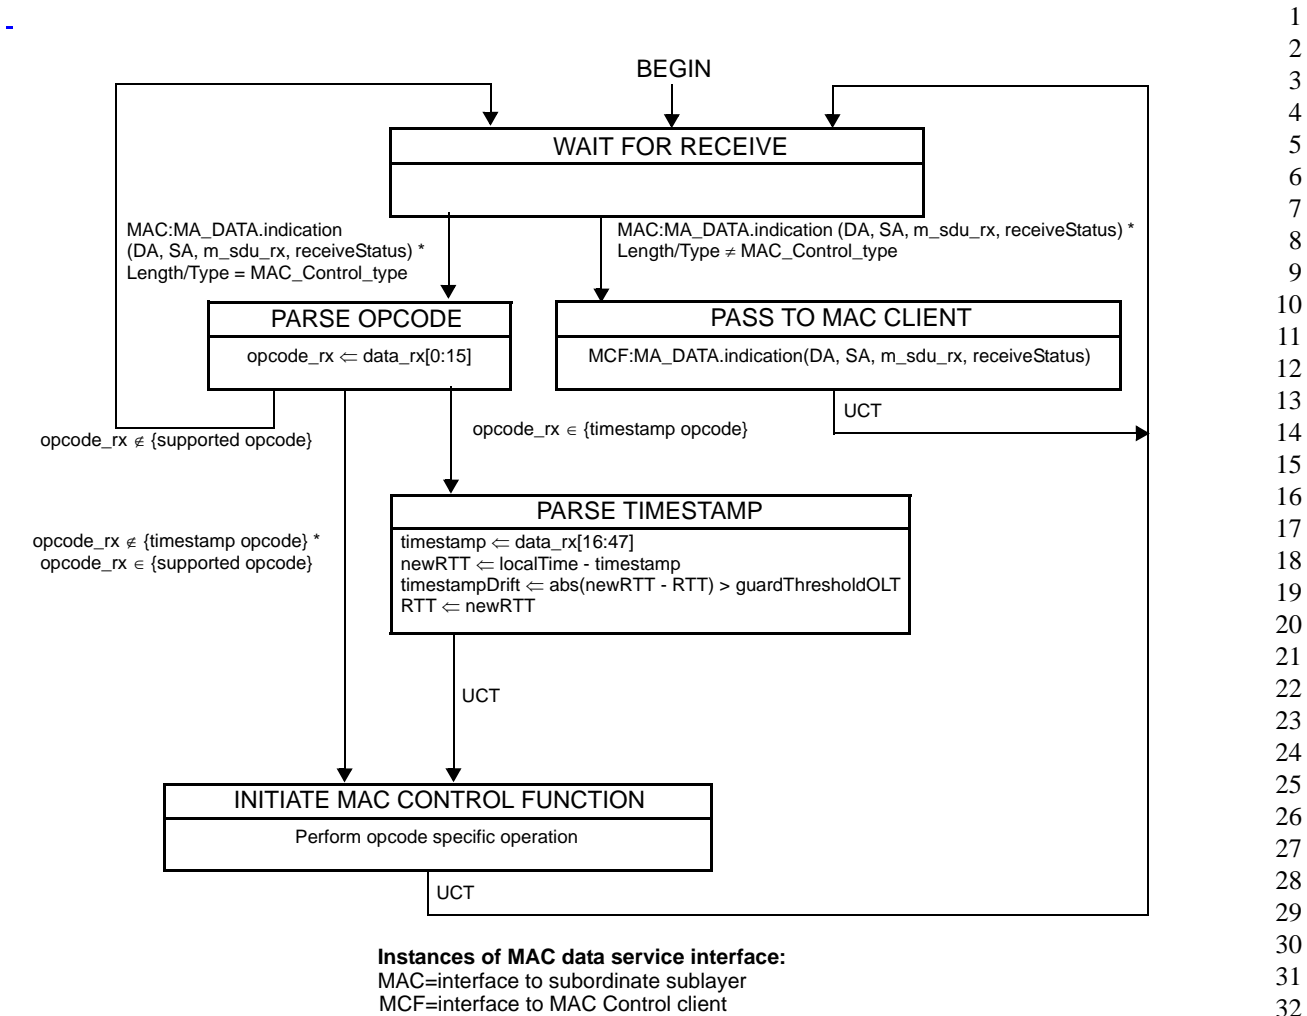 BEGIN
WAIT FOR RECEIVE
MAC:MA_DATA.indication
(DA, SA, m_sdu_rx, receiveStatus) *
Length/Type = MAC_Control_type
MAC:MA_DATA.indication (DA, SA, m_sdu_rx, receiveStatus) *
Length/Type ≠ MAC_Control_type
PARSE OPCODE
opcode_rx ⇐ data_rx[0:15]
PASS TO MAC CLIENT
MCF:MA_DATA.indication(DA, SA, m_sdu_rx, receiveStatus)
UCT
opcode_rx ∉ {supported opcode}
opcode_rx ∈ {timestamp opcode}
PARSE TIMESTAMP
timestamp ⇐ data_rx[16:47]
newRTT ⇐ localTime - timestamp
timestampDrift ⇐ abs(newRTT - RTT) > guardThresholdOLT
RTT ⇐ newRTT
opcode_rx ∉ {timestamp opcode} *
opcode_rx ∈ {supported opcode}
UCT
INITIATE MAC CONTROL FUNCTION
Perform opcode specific operation
UCT
Instances of MAC data service interface:
MAC=interface to subordinate sublayer
MCF=interface to MAC Control client
1
2
3
4
5
6
7
8
9
10
11
12
13
14
15
16
17
18
19
20
21
22
23
24
25
26
27
28
29
30
31
32